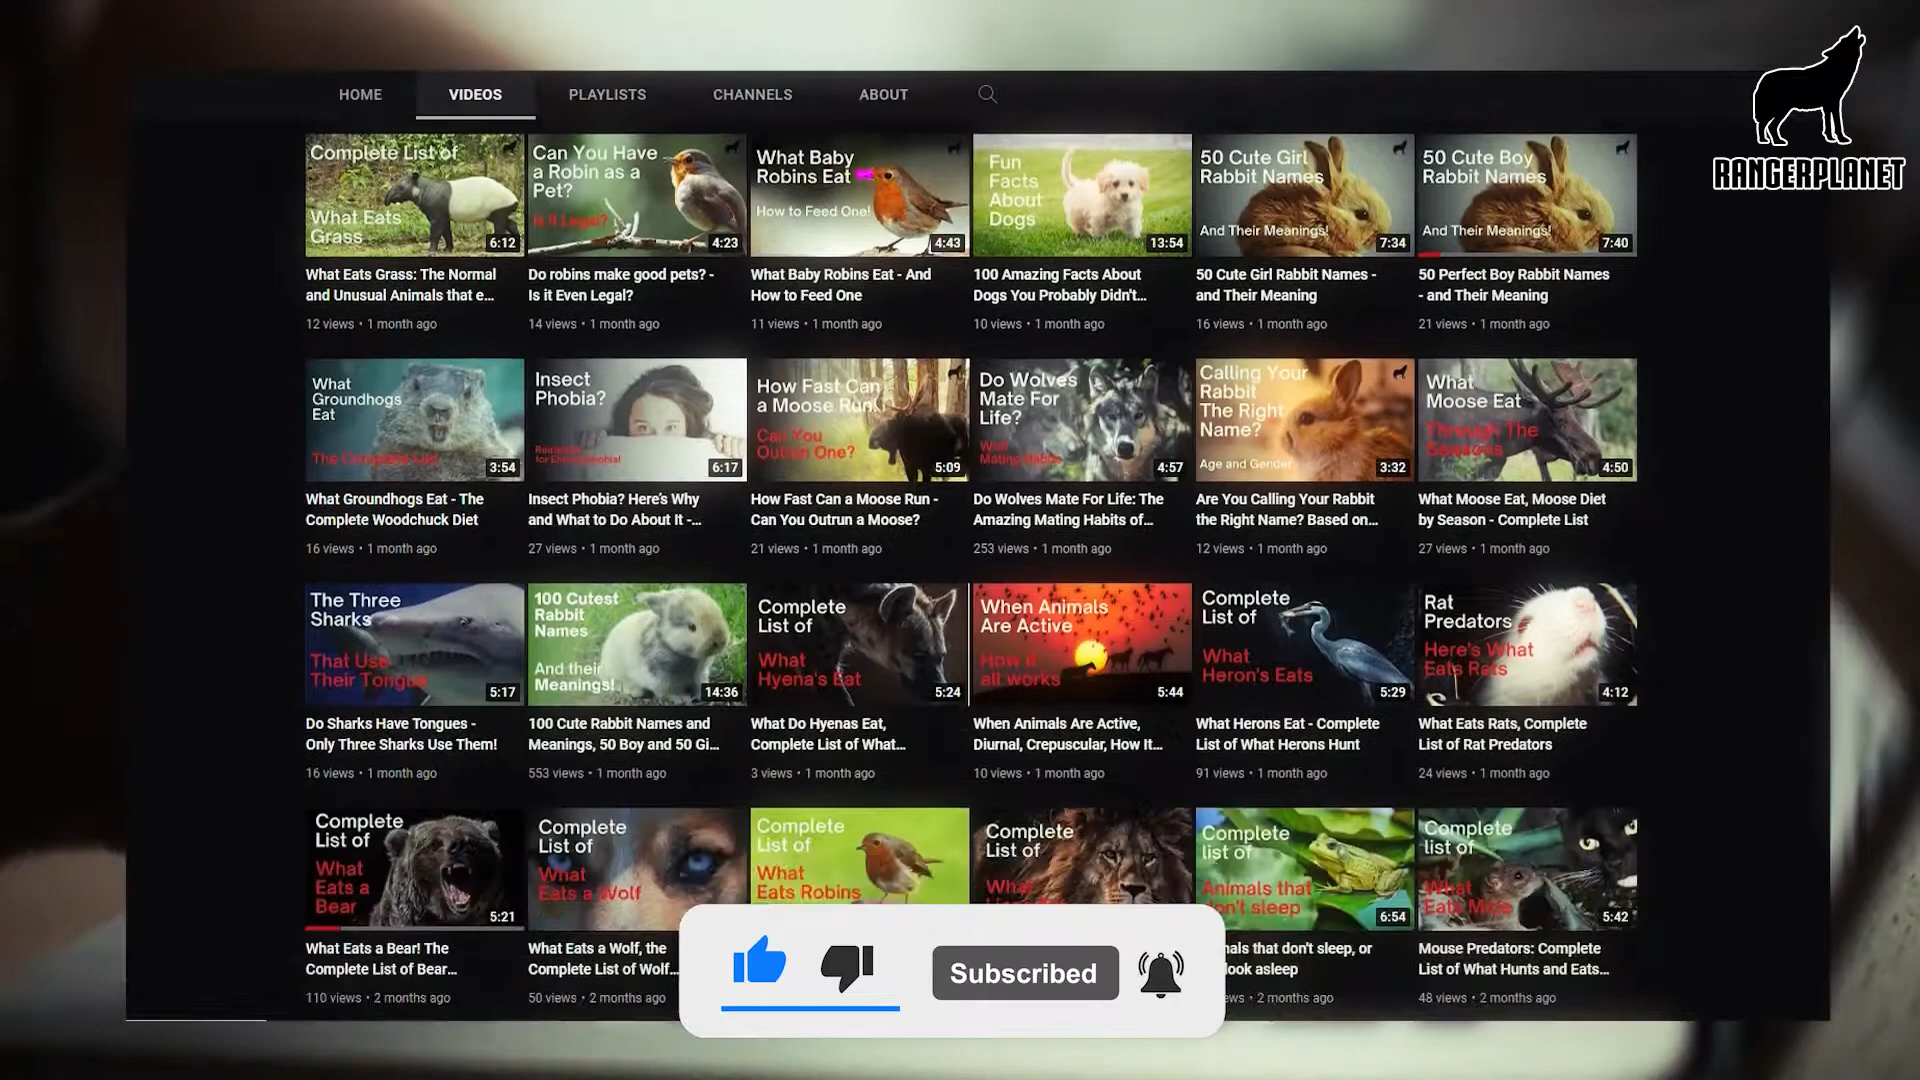 HOME VIDEOS PLAYLISTS CHANNELS ABOUT
RANGERPLANET
Complete List of
What Eats
Grass
6:12
Can You Have
a Robin as a
Pet?
Is it Legal?
4:23
What Baby
Robins Eat
How to Feed One!
4:43
Fun
Facts
About
Dogs
13:54
50 Cute Girl
Rabbit Names
And Their Meanings!
7:34
50 Cute Boy
Rabbit Names
And Their Meanings!
7:40
What Eats Grass: The Normal
and Unusual Animals that e...
12 views • 1 month ago
Do robins make good pets? -
Is it Even Legal?
14 views • 1 month ago
What Baby Robins Eat - And
How to Feed One
11 views • 1 month ago
100 Amazing Facts About
Dogs You Probably Didn't...
10 views • 1 month ago
50 Cute Girl Rabbit Names -
and Their Meaning
16 views • 1 month ago
50 Perfect Boy Rabbit Names
- and Their Meaning
21 views • 1 month ago
What
Groundhogs
Eat
The Complete List
3:54
Insect
Phobia?
for Entomophobia!
6:17
How Fast Can
a Moose Run
Can You
Outrun One?
5:09
Do Wolves
Mate For
Life?
Wolf
Mating Habits
4:57
Calling Your
Rabbit
The Right
Name?
Age and Gender
3:32
What
Moose Eat
Through The
Seasons
4:50
What Groundhogs Eat - The
Complete Woodchuck Diet
16 views • 1 month ago
Insect Phobia? Here's Why
and What to Do About It -...
27 views • 1 month ago
How Fast Can a Moose Run -
Can You Outrun a Moose?
21 views • 1 month ago
Do Wolves Mate For Life: The
Amazing Mating Habits of...
253 views • 1 month ago
Are You Calling Your Rabbit
the Right Name? Based on...
12 views • 1 month ago
What Moose Eat, Moose Diet
by Season - Complete List
27 views • 1 month ago
The Three
Sharks
That Use
Their Tongue
5:17
100 Cutest
Rabbit
Names
And their
Meanings!
14:36
Complete
List of
What
Hyena's Eat
5:24
When Animals
Are Active
How it
all works
5:44
Complete
List of
What
Heron's Eats
5:29
Rat
Predators
Here's What
Eats Rats
4:12
Do Sharks Have Tongues -
Only Three Sharks Use Them!
16 views • 1 month ago
100 Cute Rabbit Names and
Meanings, 50 Boy and 50 Gi...
553 views • 1 month ago
What Do Hyenas Eat,
Complete List of What...
3 views • 1 month ago
When Animals Are Active,
Diurnal, Crepuscular, How It...
10 views • 1 month ago
What Herons Eat - Complete
List of What Herons Hunt
91 views • 1 month ago
What Eats Rats, Complete
List of Rat Predators
24 views • 1 month ago
Complete
List of
What
Eats a
Bear
5:21
Complete
List of
What
Eats a Wolf
Complete
List of
What
Eats Robins
Complete
List of
What
Complete
list of
Animals that
don't sleep
6:54
Complete
list of
What
Eats Mice
5:42
What Eats a Bear! The
Complete List of Bear...
110 views • 2 months ago
What Eats a Wolf, the
Complete List of Wolf...
50 views • 2 months ago
that don't sleep, or
look asleep
2 months ago
Mouse Predators: Complete
List of What Hunts and Eats...
48 views • 2 months ago
Subscribed